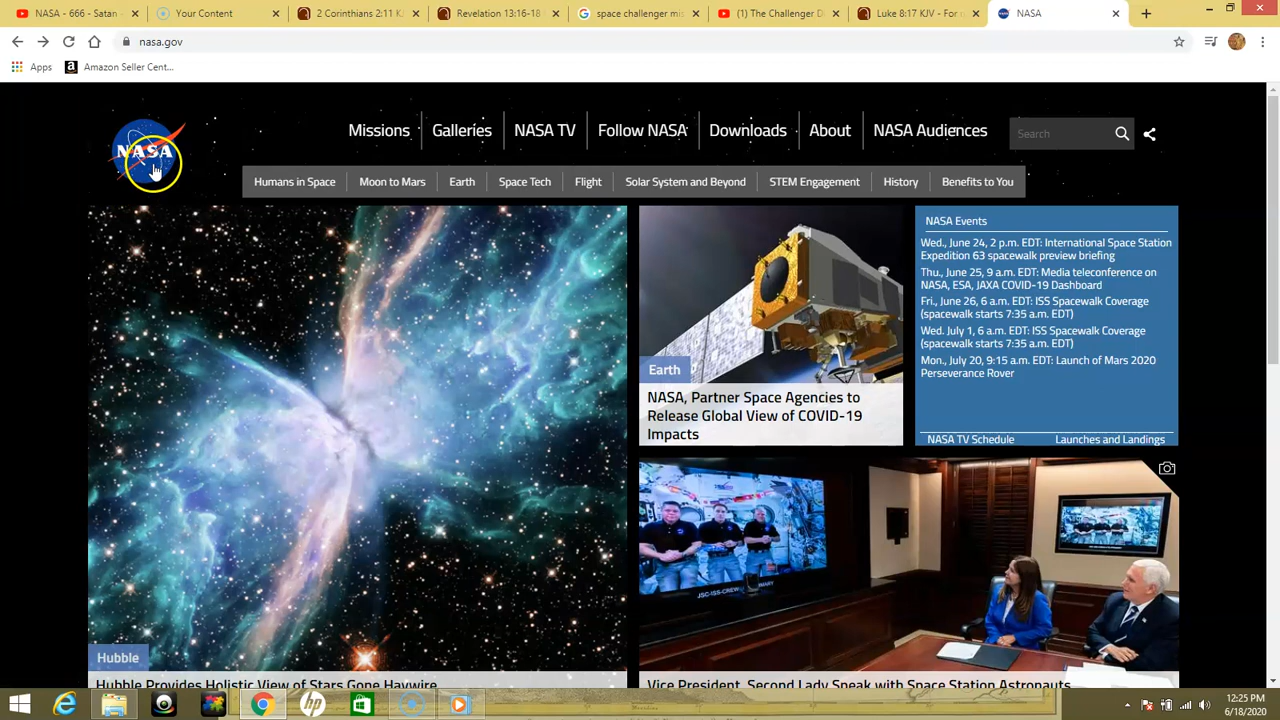 NASA - 666 - Satan
Your Content
2 Corinthians 2:11 KJ
Revelation 13:16-18
space challenger mis
(1) The Challenger D
Luke 8:17 KJV - For
NASA
nasa.gov
Apps
Amazon Seller Cent...
NASA
Missions
Galleries
NASA TV
Follow NASA
Downloads
About
NASA Audiences
Search
Humans in Space
Moon to Mars
Earth
Space Tech
Flight
Solar System and Beyond
STEM Engagement
History
Benefits to You
NASA Events
Wed., June 24, 2 p.m. EDT: International Space Station
Expedition 63 spacewalk preview briefing
Thu., June 25, 9 a.m. EDT: Media teleconference on
NASA, ESA, JAXA COVID-19 Dashboard
Fri., June 26, 6 a.m. EDT: ISS Spacewalk Coverage
(spacewalk starts 7:35 a.m. EDT)
Wed. July 1, 6 a.m. EDT: ISS Spacewalk Coverage
(spacewalk starts 7:35 a.m. EDT)
Mon., July 20, 9:15 a.m. EDT: Launch of Mars 2020
Perseverance Rover
NASA TV Schedule
Launches and Landings
Earth
NASA, Partner Space Agencies to
Release Global View of COVID-19
Impacts
JSC-ISS-CREW
Hubble
Hubble Provides Holistic View of Stars Gone Haywire
Vice President, Second Lady Speak with Space Station Astronauts
hp
12:25 PM
6/18/2020